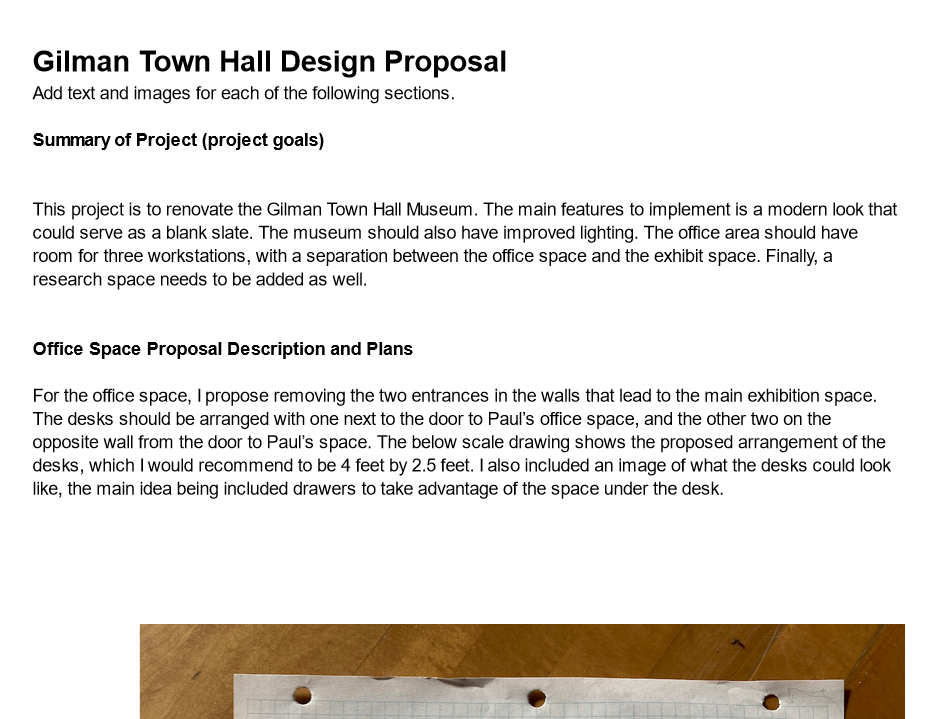 Gilman Town Hall Design Proposal
Add text and images for each of the following sections.
Summary of Project (project goals)
This project is to renovate the Gilman Town Hall Museum. The main features to implement is a modern look that
could serve as a blank slate. The museum should also have improved lighting. The office area should have
room for three workstations, with a separation between the office space and the exhibit space. Finally, a
research space needs to be added as well.
Office Space Proposal Description and Plans
For the office space, I propose removing the two entrances in the walls that lead to the main exhibition space.
The desks should be arranged with one next to the door to Paul’s office space, and the other two on the
opposite wall from the door to Paul’s space. The below scale drawing shows the proposed arrangement of the
desks, which I would recommend to be 4 feet by 2.5 feet. I also included an image of what the desks could look
like, the main idea being included drawers to take advantage of the space under the desk.